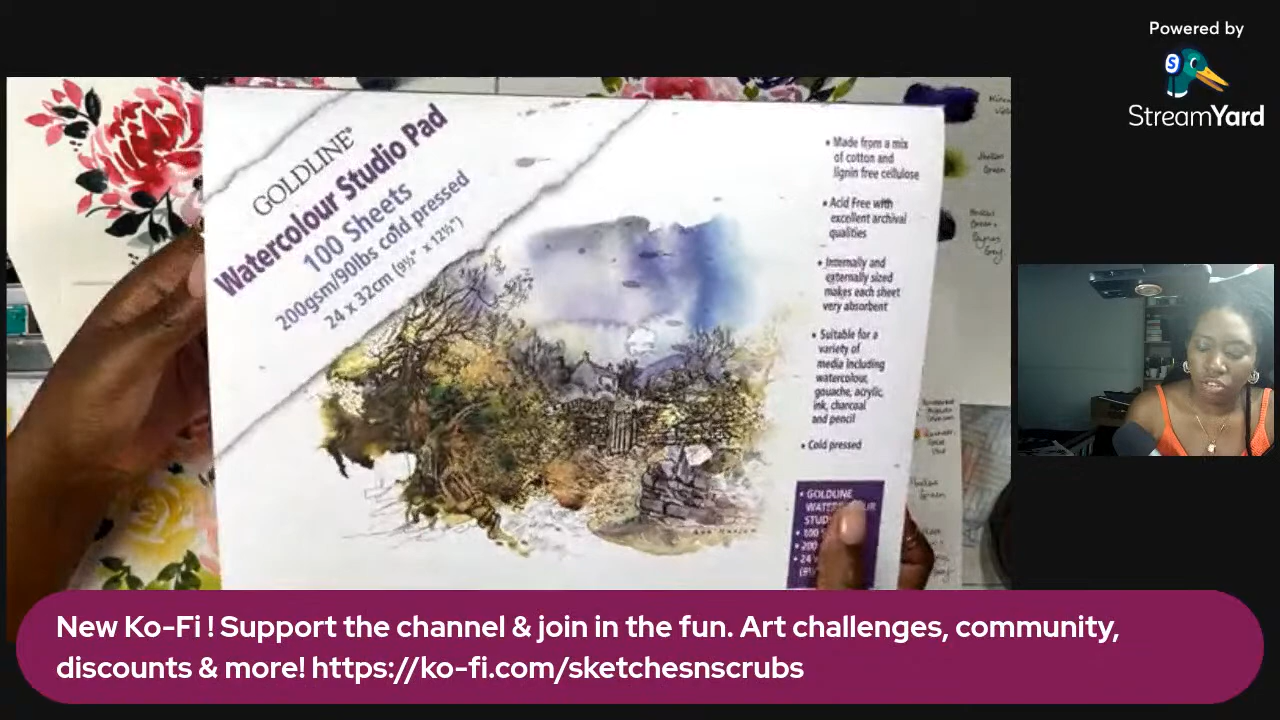 Powered by
S
StreamYard
GOLDLINE®
Watercolour Studio Pad
100 Sheets
200gsm/90lbs cold pressed
24 x 32cm (9½" x 12½")
• Made from a mix
of cotton and
lignin free cellulose
• Acid Free with
excellent archival
qualities
• Internally and
externally sized
makes each sheet
very absorbent
• Suitable for a
variety of
media including
watercolour,
gouache, acrylic,
ink, charcoal
and pencil
• Cold pressed
• GOLDLINE
New Ko-Fi ! Support the channel & join in the fun. Art challenges, community,
discounts & more! https://ko-fi.com/sketchesnscrubs